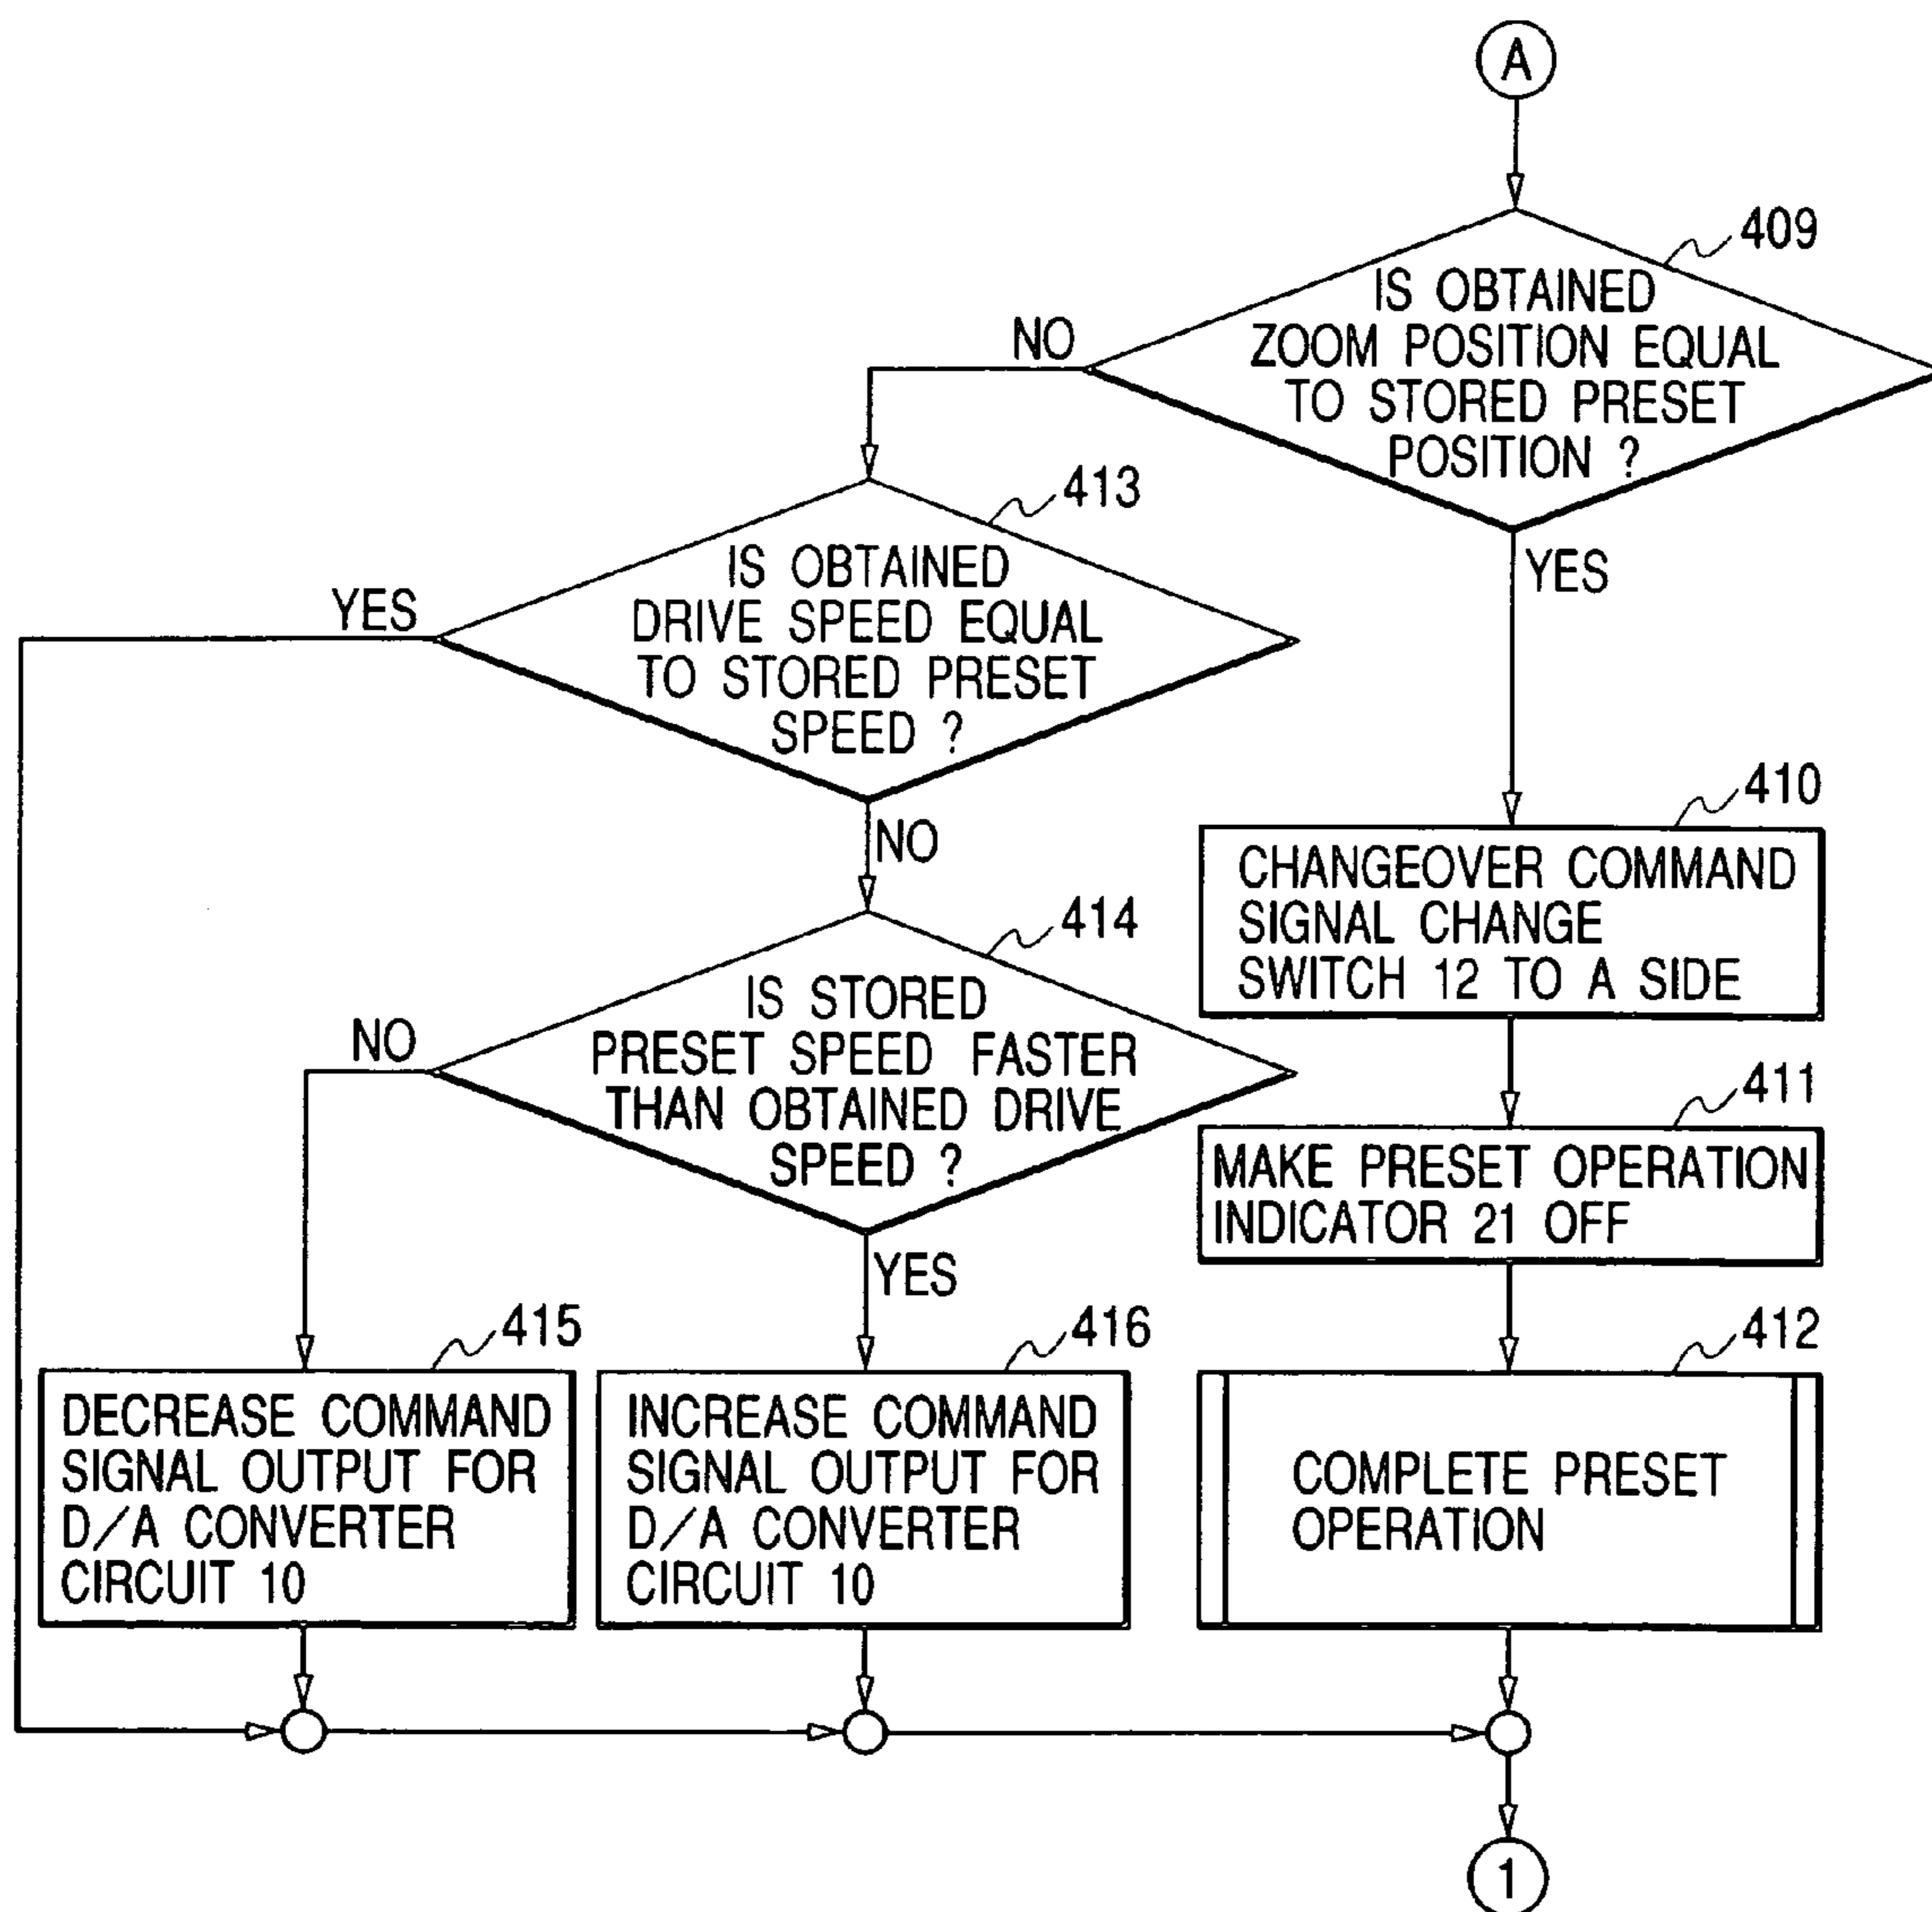 A
409
IS OBTAINED
ZOOM POSITION EQUAL
TO STORED PRESET
POSITION ?
NO
YES
413
IS OBTAINED
DRIVE SPEED EQUAL
TO STORED PRESET
SPEED ?
YES
NO
414
IS STORED
PRESET SPEED FASTER
THAN OBTAINED DRIVE
SPEED ?
NO
YES
410
CHANGEOVER COMMAND
SIGNAL CHANGE
SWITCH 12 TO A SIDE
411
MAKE PRESET OPERATION
INDICATOR 21 OFF
415
DECREASE COMMAND
SIGNAL OUTPUT FOR
D/A CONVERTER
CIRCUIT 10
416
INCREASE COMMAND
SIGNAL OUTPUT FOR
D/A CONVERTER
CIRCUIT 10
412
COMPLETE PRESET
OPERATION
1